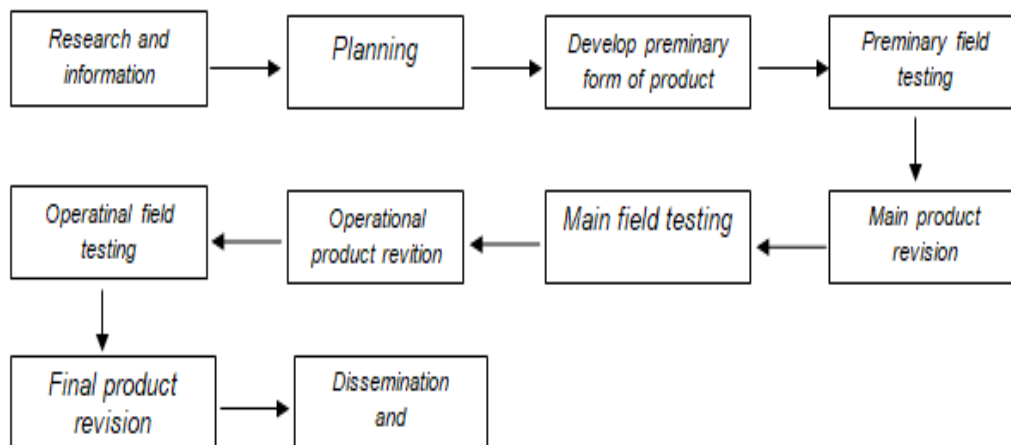 Research and
information
Planning
Develop preminary
form of product
Preminary field
testing
Main product
revision
Main field testing
Operational
product revition
Operatinal field
testing
Final product
revision
Dissemination
and